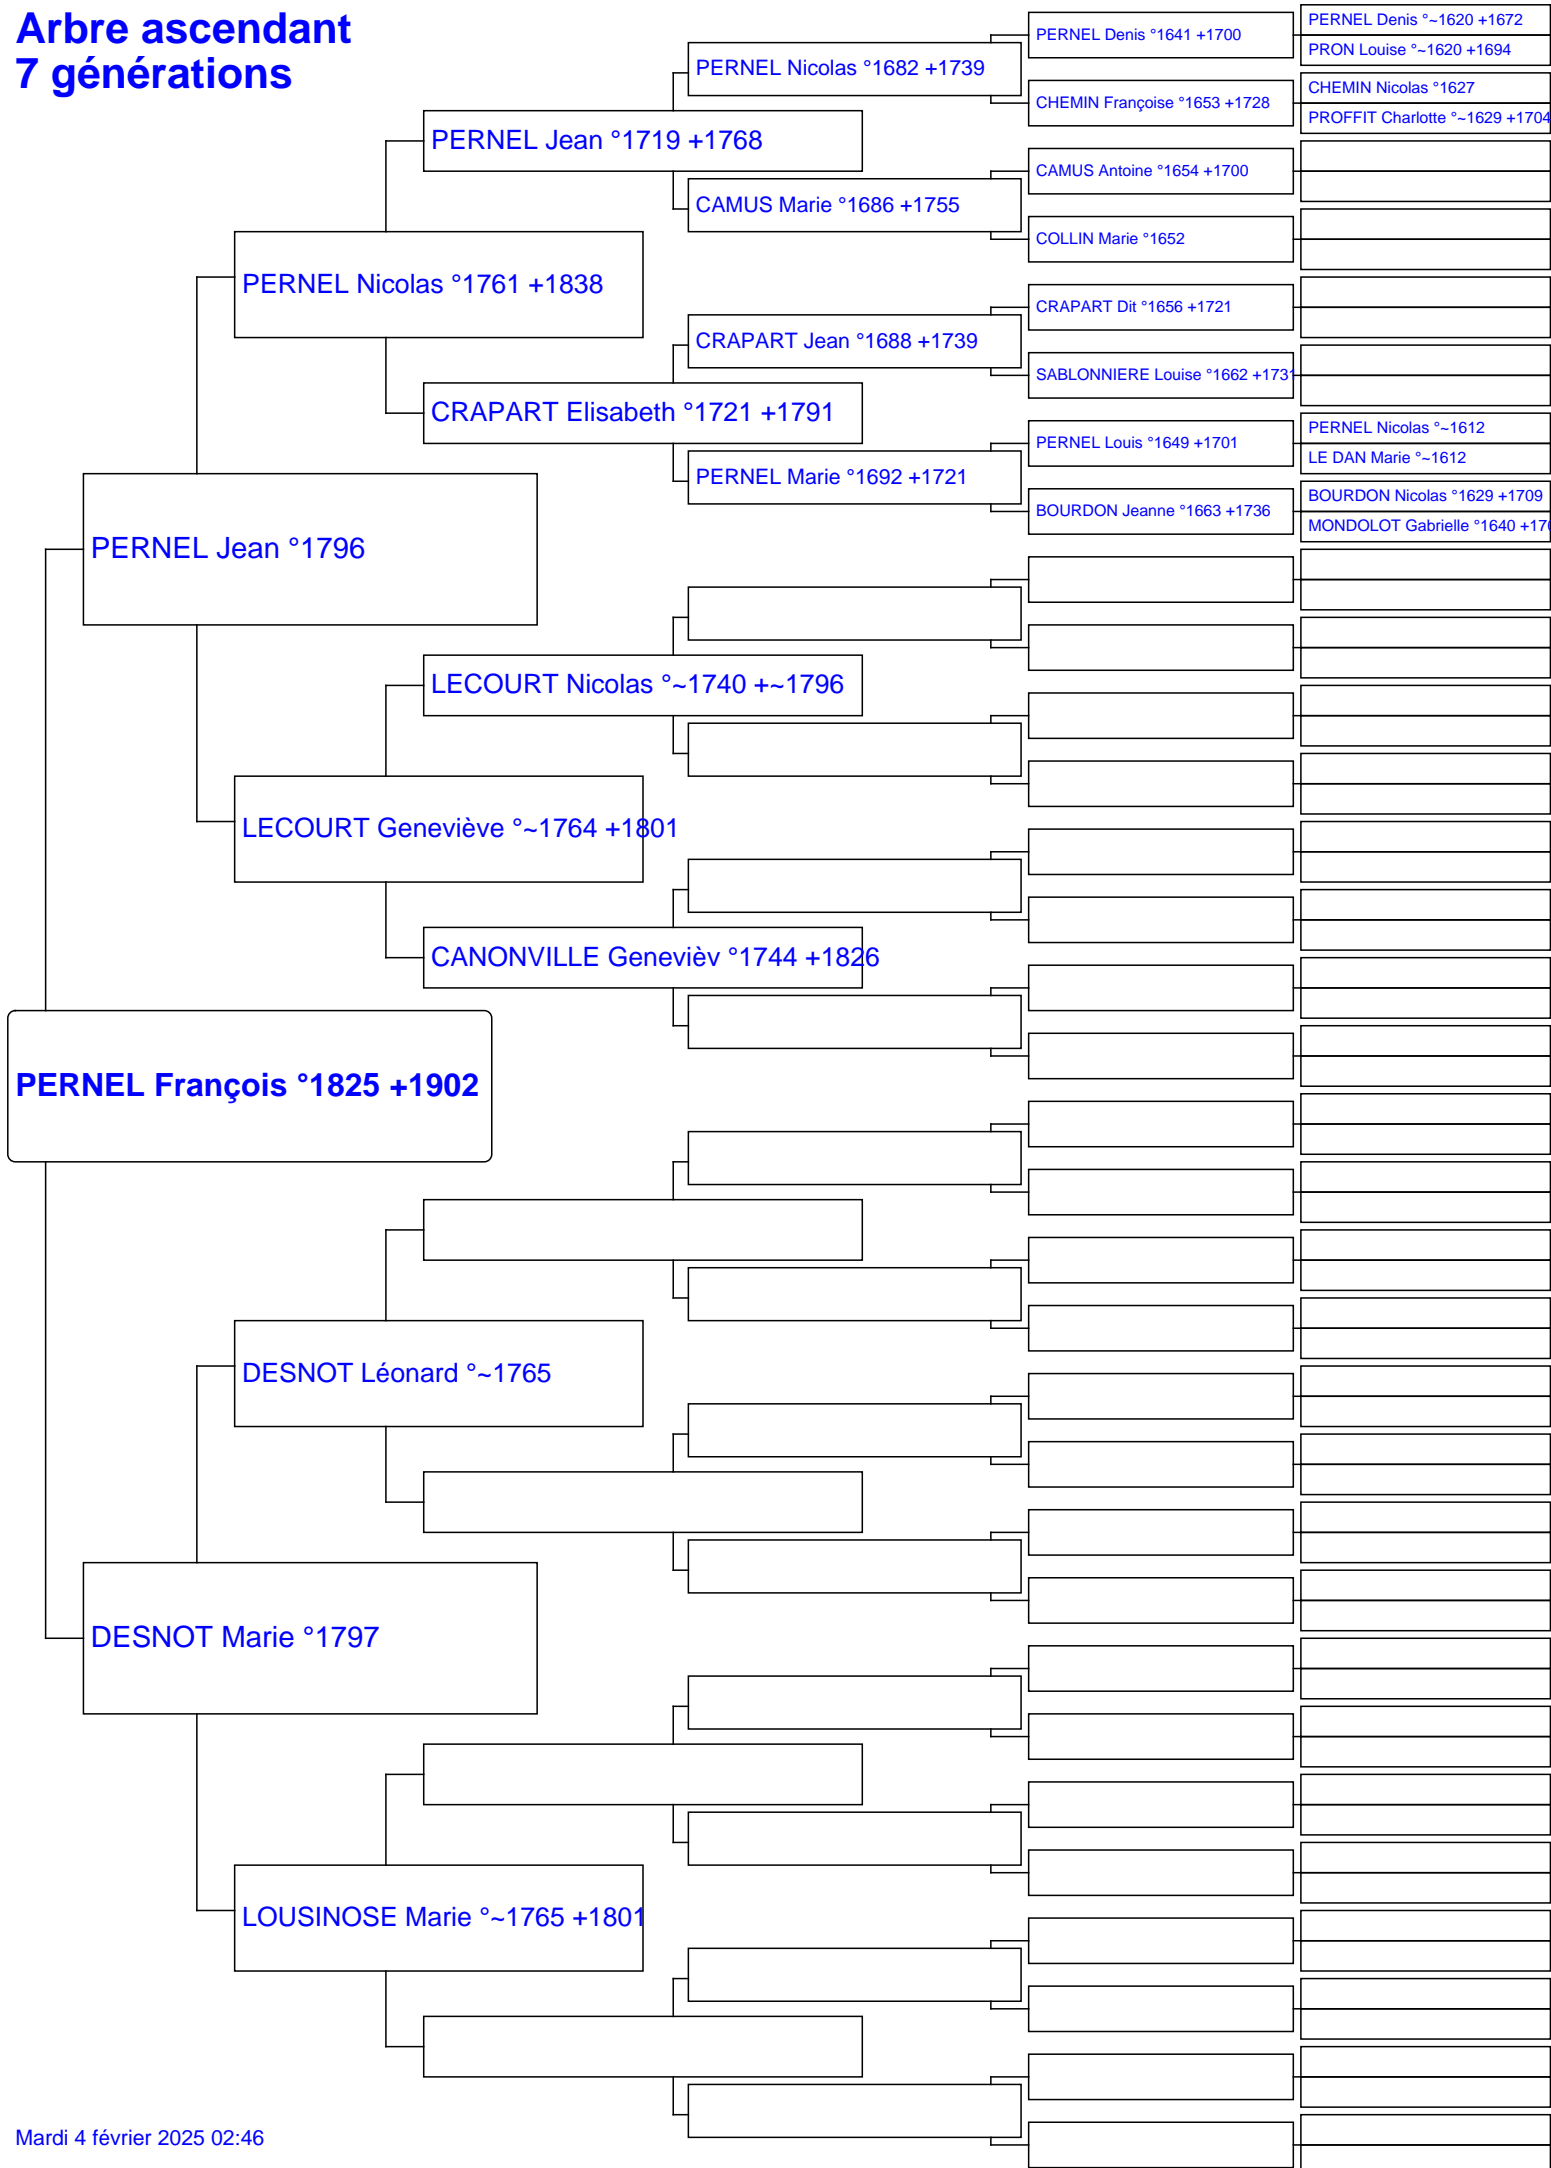 Arbre ascendant
7 générations
PERNEL François °1825 +1902
PERNEL Jean °1796
DESNOT Marie °1797
PERNEL Nicolas °1761 +1838
LECOURT Geneviève °~1764 +1801
DESNOT Léonard °~1765
LOUSINOSE Marie °~1765 +1801
PERNEL Jean °1719 +1768
CRAPART Elisabeth °1721 +1791
LECOURT Nicolas °~1740 +~1796
CANONVILLE Genevièv °1744 +1826
PERNEL Nicolas °1682 +1739
CAMUS Marie °1686 +1755
CRAPART Jean °1688 +1739
PERNEL Marie °1692 +1721
PERNEL Denis °1641 +1700
CHEMIN Françoise °1653 +1728
CAMUS Antoine °1654 +1700
COLLIN Marie °1652
CRAPART Dit °1656 +1721
SABLONNIERE Louise °1662 +1731
PERNEL Louis °1649 +1701
BOURDON Jeanne °1663 +1736
PERNEL Denis °~1620 +1672
PRON Louise °~1620 +1694
CHEMIN Nicolas °1627
PROFFIT Charlotte °~1629 +1704
PERNEL Nicolas °~1612
LE DAN Marie °~1612
BOURDON Nicolas °1629 +1709
MONDOLOT Gabrielle °1640
Mardi 4 février 2025 02:46